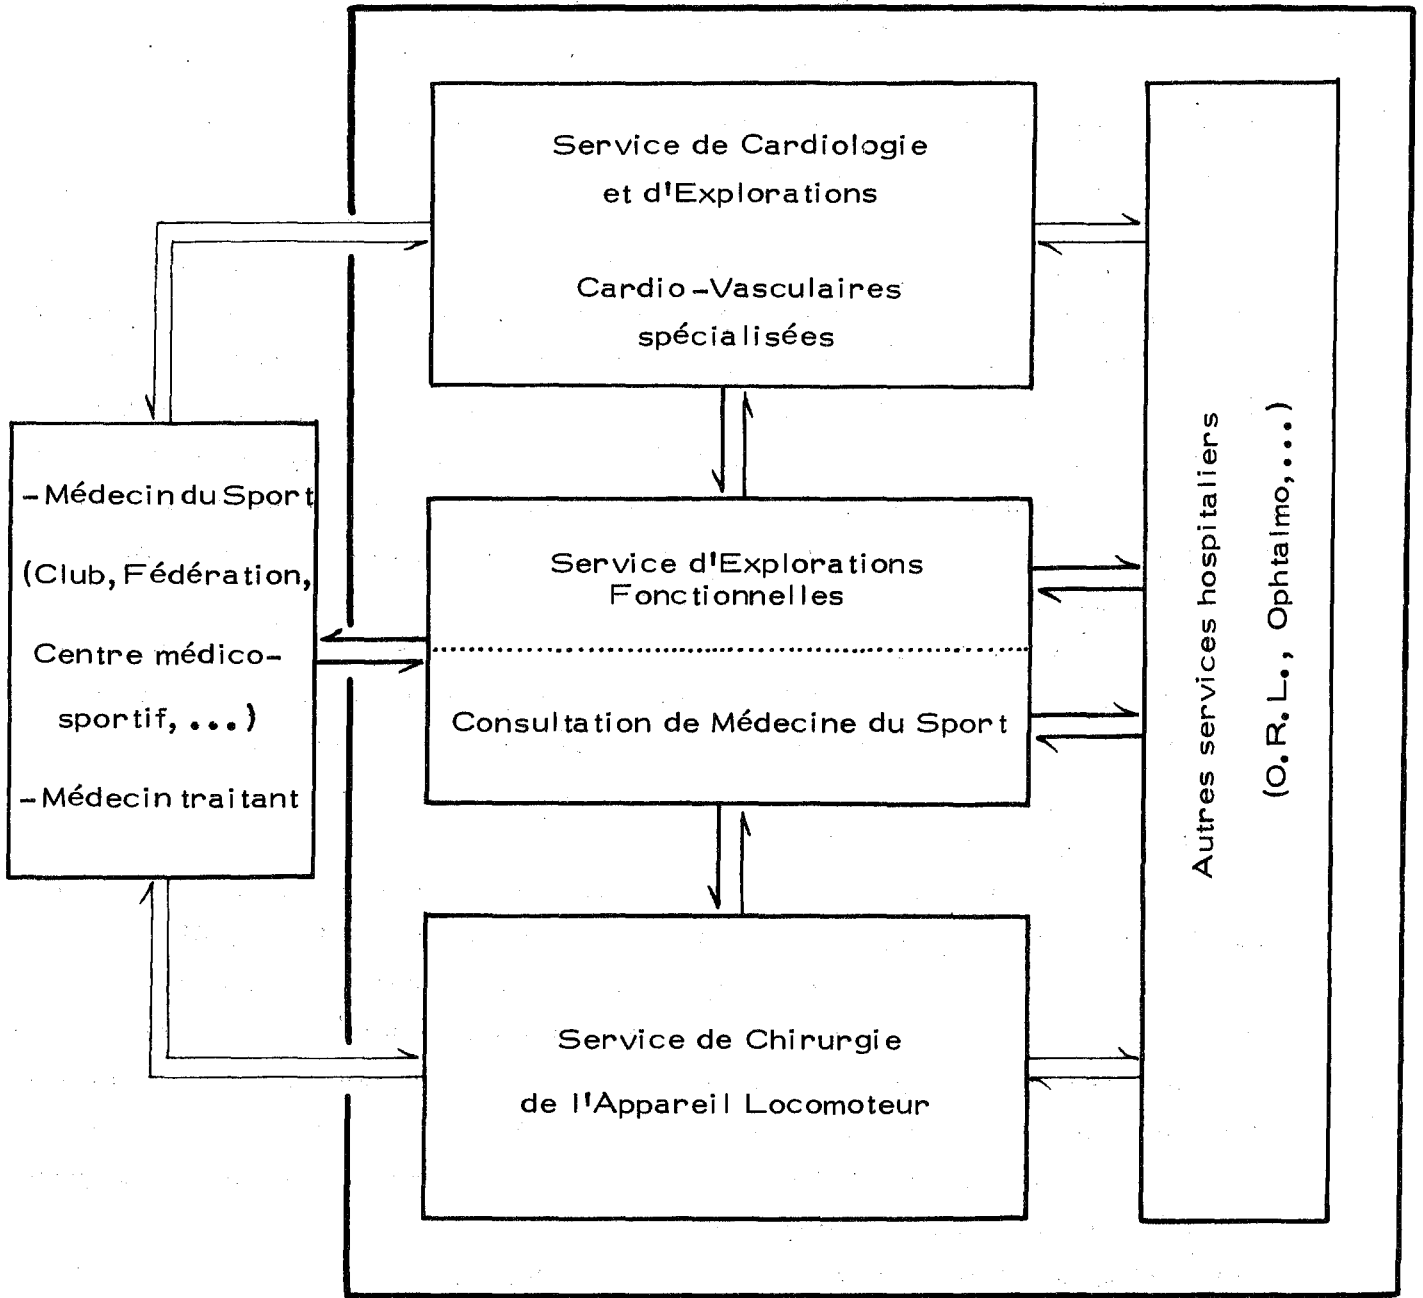 Service de Cardiologie
et d'Explorations
Cardio-Vasculaires
spécialisées
-Médecin du Sport
(Club, Fédération,
Centre médico-
sportif, ...)
-Médecin traitant
Service d'Explorations
Fonctionnelles
Consultation de Médecine du Sport
Service de Chirurgie
de l'Appareil Locomoteur
Autres services hospitaliers
(O.R.L., Ophtalmo,...)